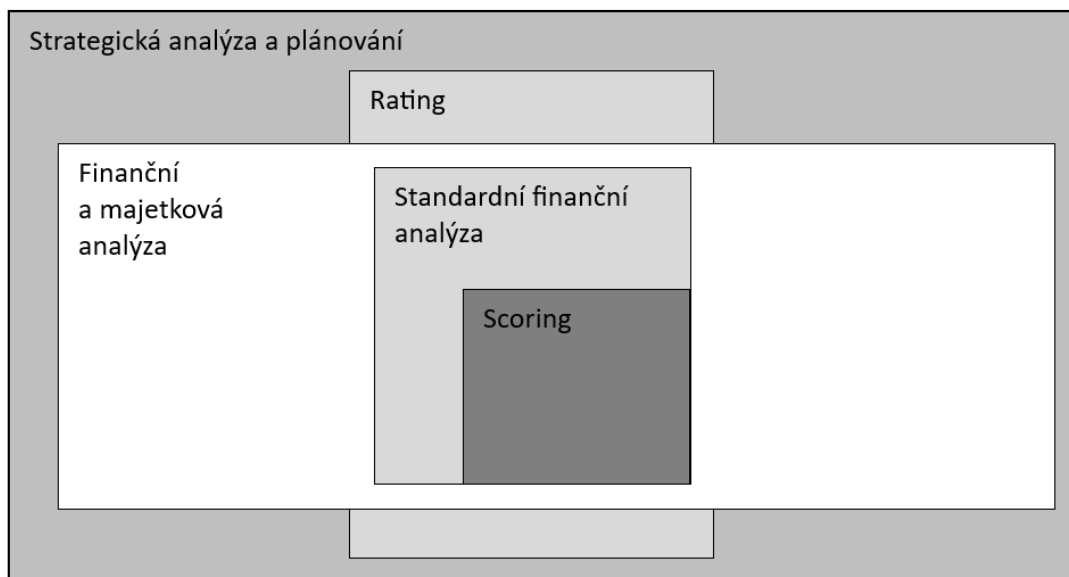 Strategická analýza a plánování
Rating
Finanční
a majetková
analýza
Standardní finanční
analýza
Scoring